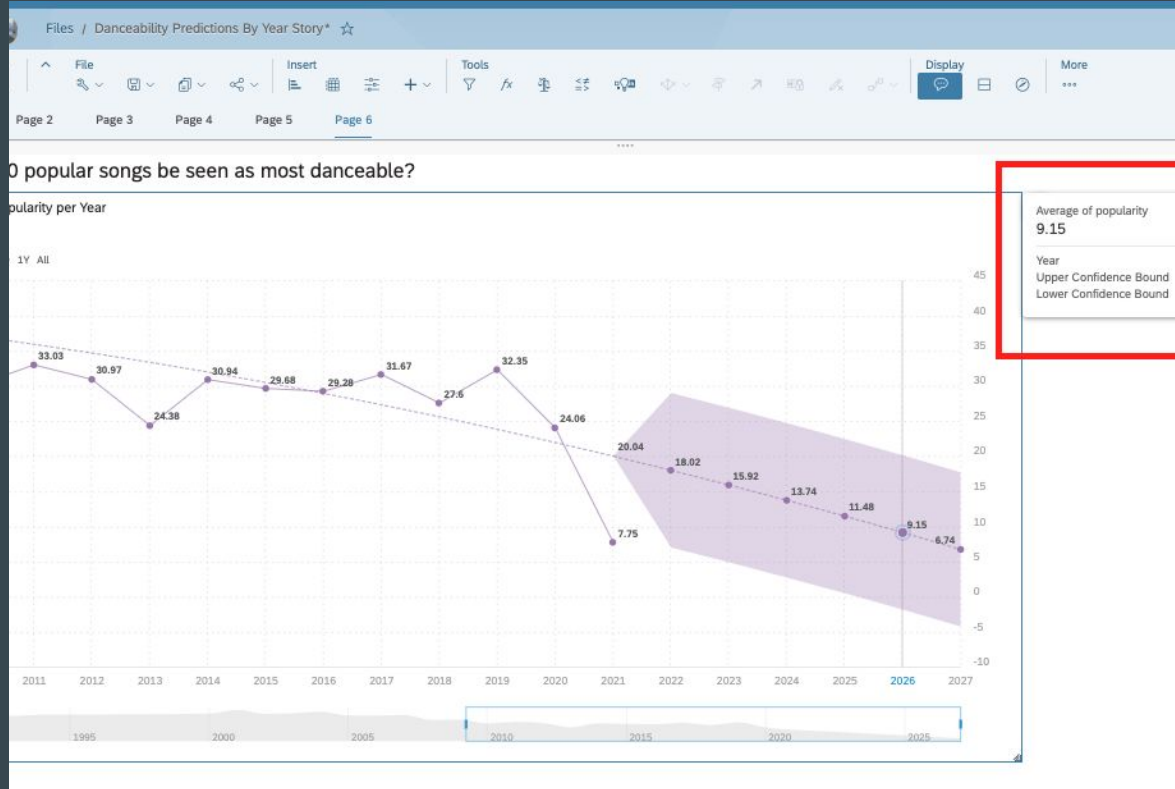 Files / Danceability Predictions By Year Story*
File
Insert
Tools
Display
More
fx
Page 2
Page 3
Page 4
Page 5
Page 6
0 popular songs be seen as most danceable?
pularity per Year
1Y All
Average of popularity
9.15
Year
Upper Confidence Bound
Lower Confidence Bound
45
40
35
30
25
20
15
10
5
0
-5
-10
33.03
30.97
24.38
30.94
29.68
29.28
31.67
27.6
32.35
24.06
20.04
7.75
18.02
15.92
13.74
11.48
9.15
6.74
2011 2012 2013 2014 2015 2016 2017 2018 2019 2020 2021 2022 2023 2024 2025 2026 2027
1995 2000 2005 2010 2015 2020 2025